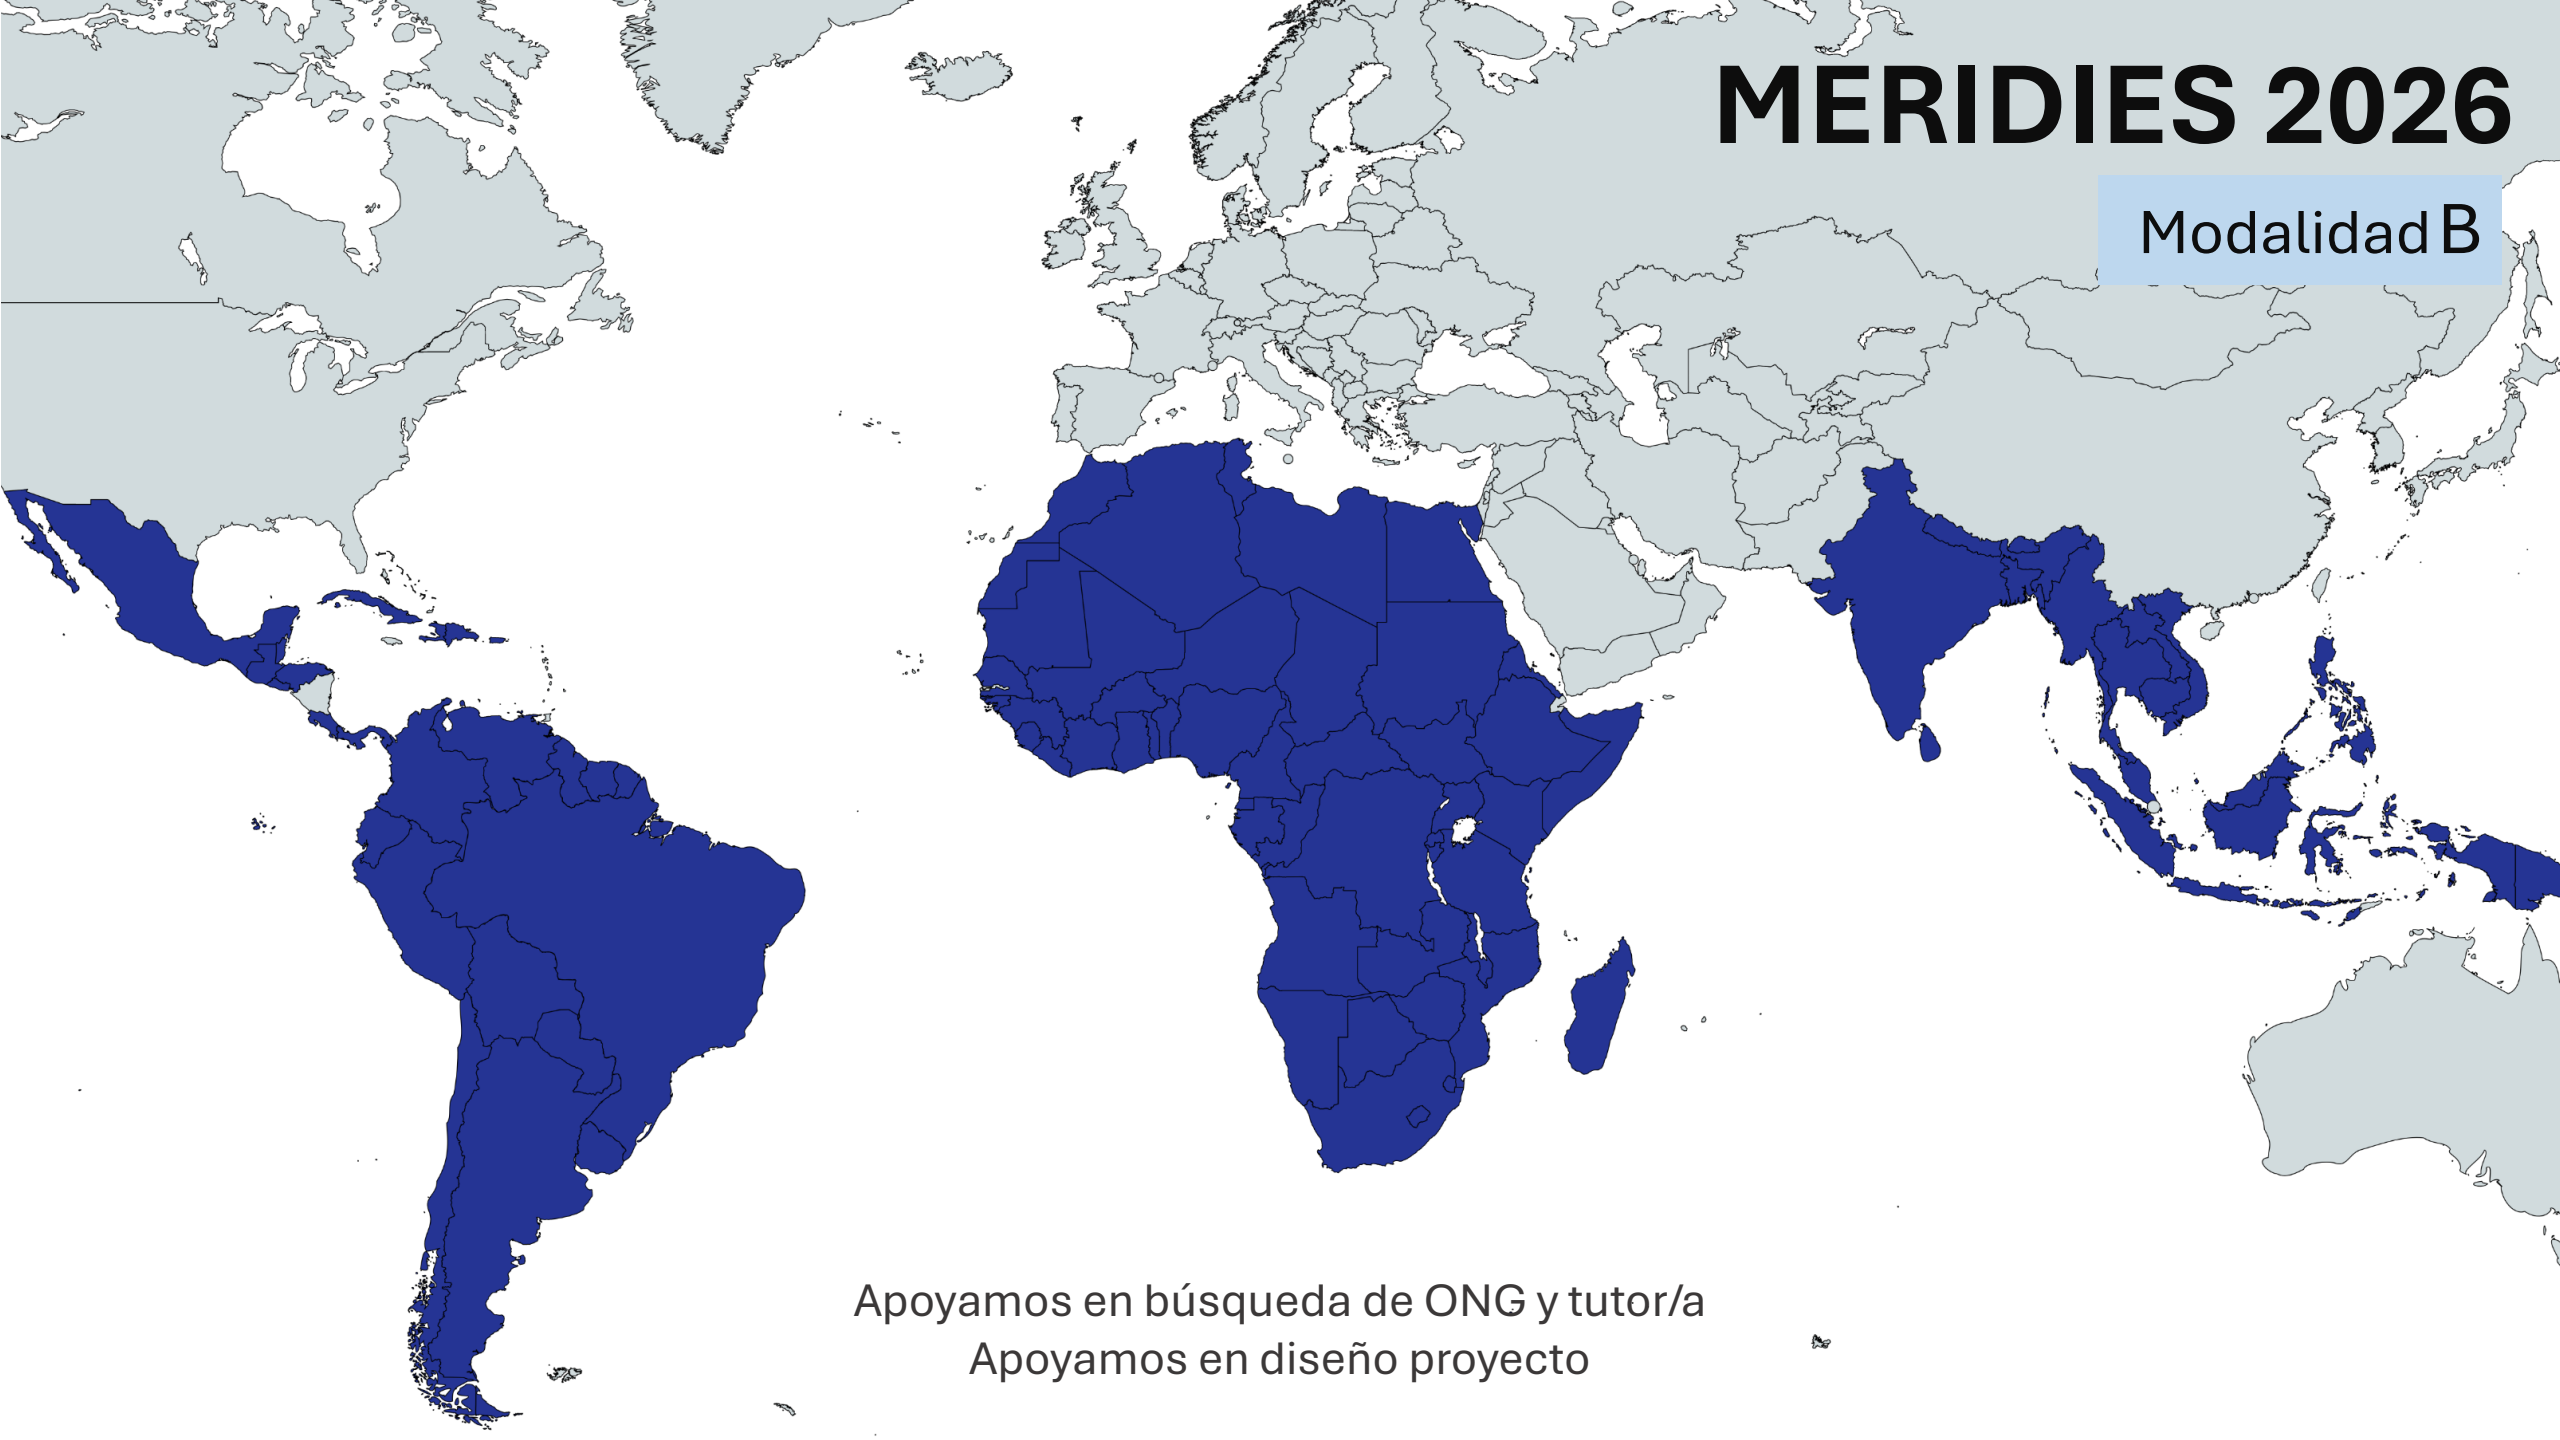 MERIDIES 2026
Modalidad B
Apoyamos en búsqueda de ONG y tutor/a
Apoyamos en diseño proyecto